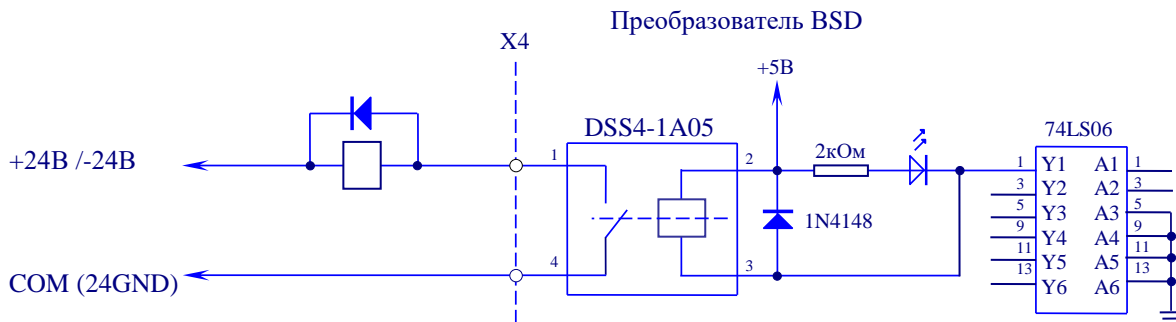 Преобразователь BSD
X4
+5В
DSS4-1A05
74LS06
+24В /-24В
1
2
2кОм
1 Y1 A1 1
3 Y2 A2 3
5 Y3 A3 5
1N4148
9 Y4 A4 9
11 Y5 A5 11
4
3
13 Y6 A6 13
COM (24GND)